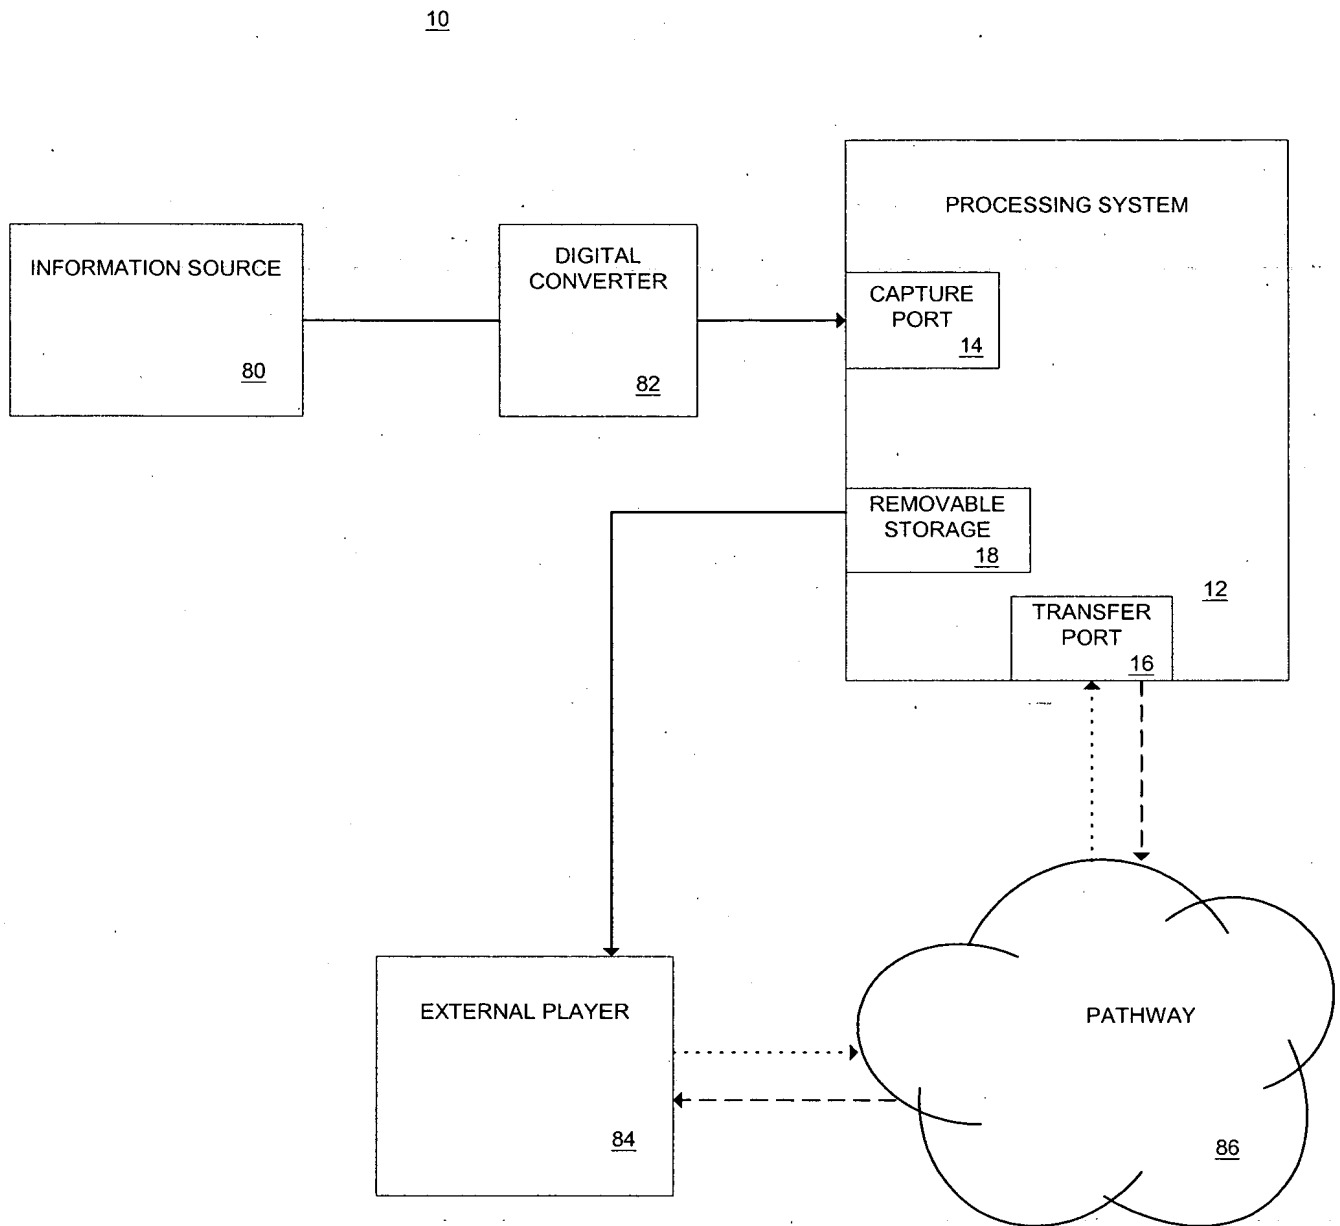 10
PROCESSING SYSTEM
INFORMATION SOURCE
80
DIGITAL
CONVERTER
82
CAPTURE
PORT
14
REMOVABLE
STORAGE
18
12
TRANSFER
PORT
16
EXTERNAL PLAYER
84
PATHWAY
86